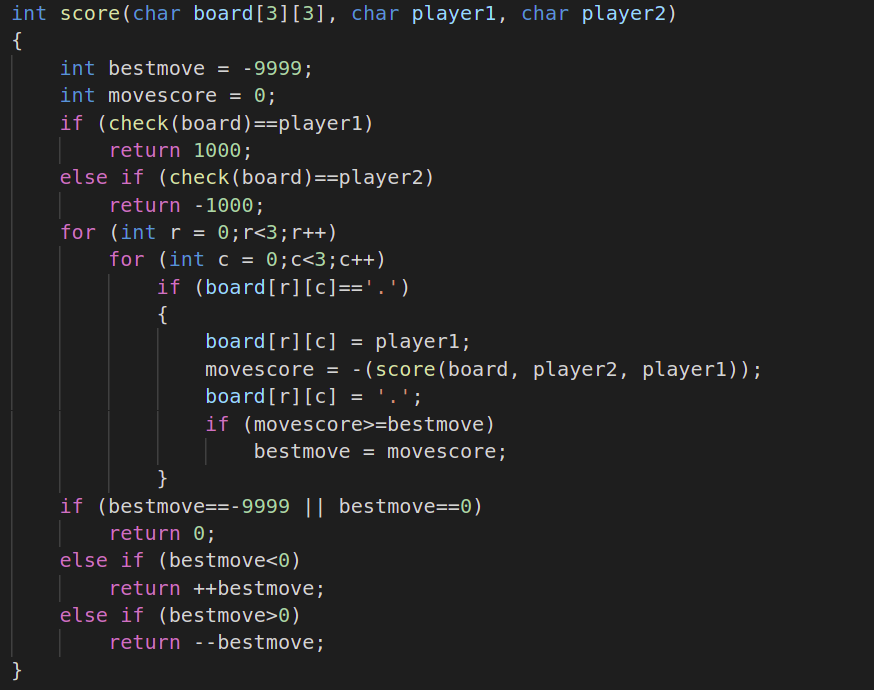 int score(char board[3][3], char player1, char player2)
{
    int bestmove = -9999;
    int movescore = 0;
    if (check(board)==player1)
        return 1000;
    else if (check(board)==player2)
        return -1000;
    for (int r = 0;r<3;r++)
        for (int c = 0;c<3;c++)
            if (board[r][c]=='.')
            {
                board[r][c] = player1;
                movescore = -(score(board, player2, player1));
                board[r][c] = '.';
                if (movescore>=bestmove)
                    bestmove = movescore;
            }
    if (bestmove==-9999 || bestmove==0)
        return 0;
    else if (bestmove<0)
        return ++bestmove;
    else if (bestmove>0)
        return --bestmove;
}